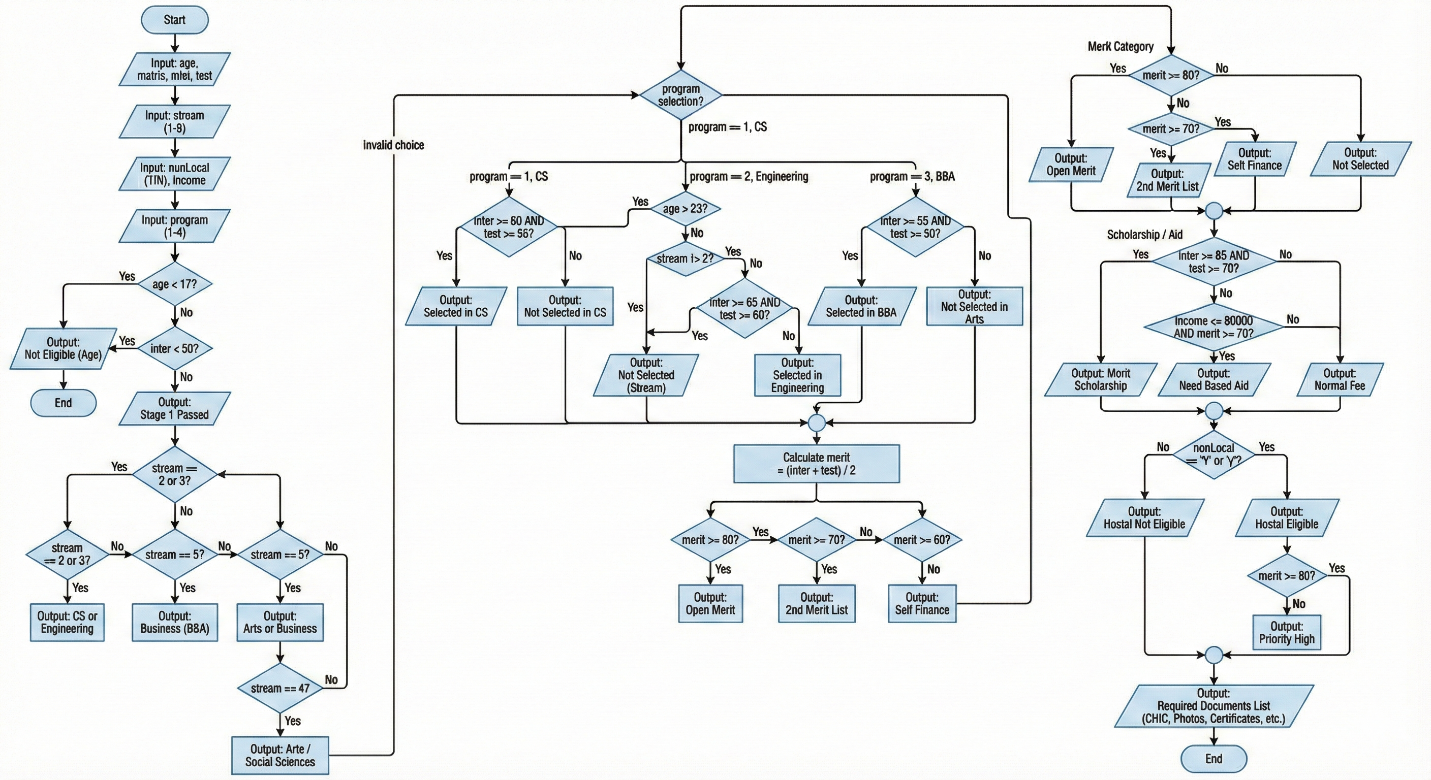 Start
Input: age,
matris, mlei, test
Input: stream
(1-8)
Input: nunLocal
(TIN), Income
Input: program
(1-4)
age < 17?
Yes
No
Output:
Not Eligible (Age)
Yes
inter < 50?
No
End
Output:
Stage 1 Passed
Yes
stream ==
2 or 3?
No
stream
== 2 or 3?
No
stream == 5?
No
stream == 5?
No
Yes
Yes
Yes
Output: CS or
Engineering
Output:
Business (B8A)
Output:
Arts or Business
stream == 47
No
Yes
Output: Arte /
Social Sciences
invalid choice
program
selection?
program == 1, CS
program == 1, CS
program == 2, Engineering
program == 3, BBA
inter >= 60 AND
test >= 56?
Yes
No
Yes
age > 23?
No
stream i> 2?
Yes
No
Yes
inter >= 65 AND
test >= 60?
Yes
No
inter >= 55 AND
test >= 50?
Yes
No
Output:
Selected in CS
Output:
Not Selected in CS
Output:
Selected in BBA
Output:
Not Selected in
Arts
Output:
Not Selected
(Stream)
Output:
Selected in
Engineering
Calculate merit
= (inter + test) / 2
merit >= 80?
Yes
merit >= 70?
No
merit >= 60?
Yes
Yes
No
Output:
Open Merit
Output:
2nd Merit List
Output:
Self Finance
Merk Category
Yes
merit >= 80?
No
No
merit >= 70?
Yes
Yes
Output:
Open Merit
Output:
2nd Merit List
Output:
Selt Finance
Output:
Not Selected
Scholarship / Aid
Yes
Inter >= 85 AND
test >= 70?
No
No
income <= 80000
AND merit >= 70?
No
Yes
Output: Morit
Scholarship
Output:
Need Based Aid
Output:
Normal Fee
No
nonLocal
== 'Y' or 'y'?
Yes
Output:
Hostal Not Eligible
Output:
Hostal Eligible
merit >= 80?
Yes
No
Output:
Priority High
Output:
Required Documents List
(CHIC, Photos, Certificates, etc.)
End